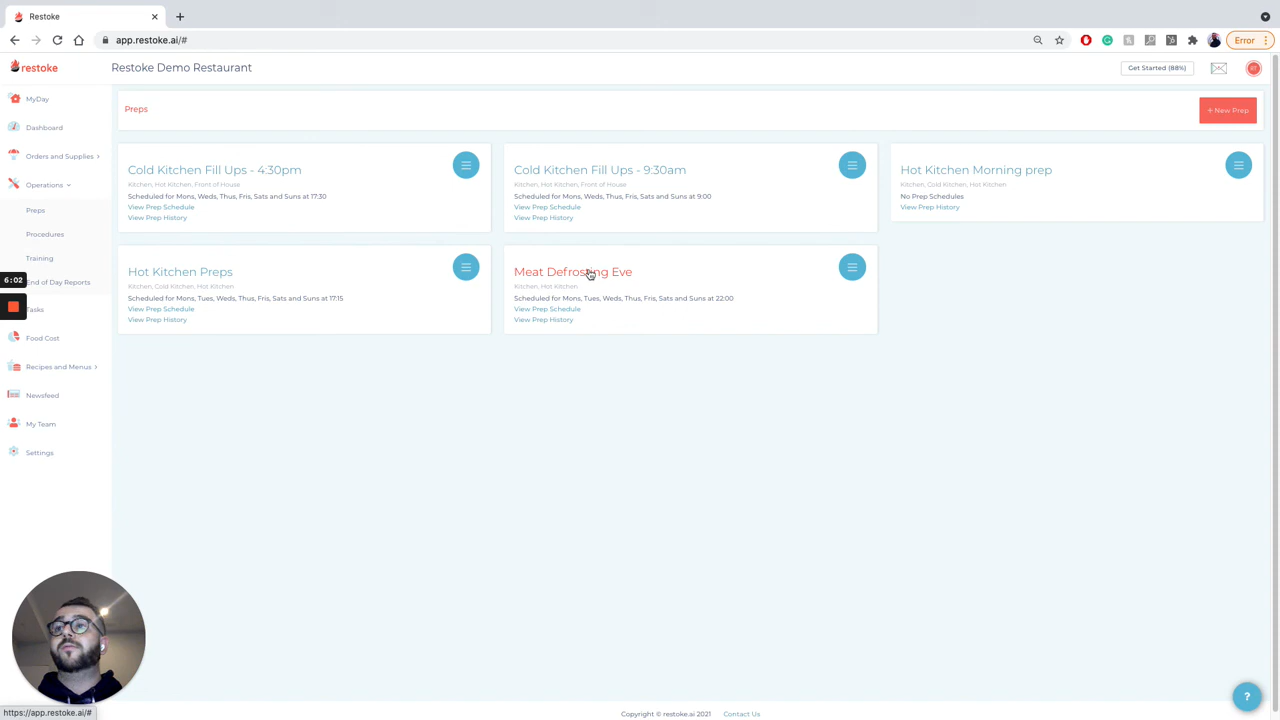 Restoke
app.restoke.ai/#
Error
restoke
Restoke Demo Restaurant
Get Started (88%)
MyDay
Dashboard
Orders and Supplies
Operations
Preps
Procedures
Training
End of Day Reports
Tasks
Food Cost
Recipes and Menus
Newsfeed
My Team
Settings
6:02
Preps
+ New Prep
Cold Kitchen Fill Ups - 4:30pm
Kitchen, Hot Kitchen, Front of House
Scheduled for Mons, Weds, Thus, Fris, Sats and Suns at 17:30
View Prep Schedule
View Prep History
Cold Kitchen Fill Ups - 9:30am
Kitchen, Hot Kitchen, Front of House
Scheduled for Mons, Weds, Thus, Fris, Sats and Suns at 9:00
View Prep Schedule
View Prep History
Hot Kitchen Morning prep
Kitchen, Cold Kitchen, Hot Kitchen
No Prep Schedules
View Prep History
Hot Kitchen Preps
Kitchen, Cold Kitchen, Hot Kitchen
Scheduled for Mons, Tues, Weds, Thus, Fris, Sats and Suns at 17:15
View Prep Schedule
View Prep History
Meat Defrosting Eve
Kitchen, Hot Kitchen
Scheduled for Mons, Tues, Weds, Thus, Fris, Sats and Suns at 22:00
View Prep Schedule
View Prep History
?
https://app.restoke.ai/#
Copyright © restoke.ai 2021
Contact Us